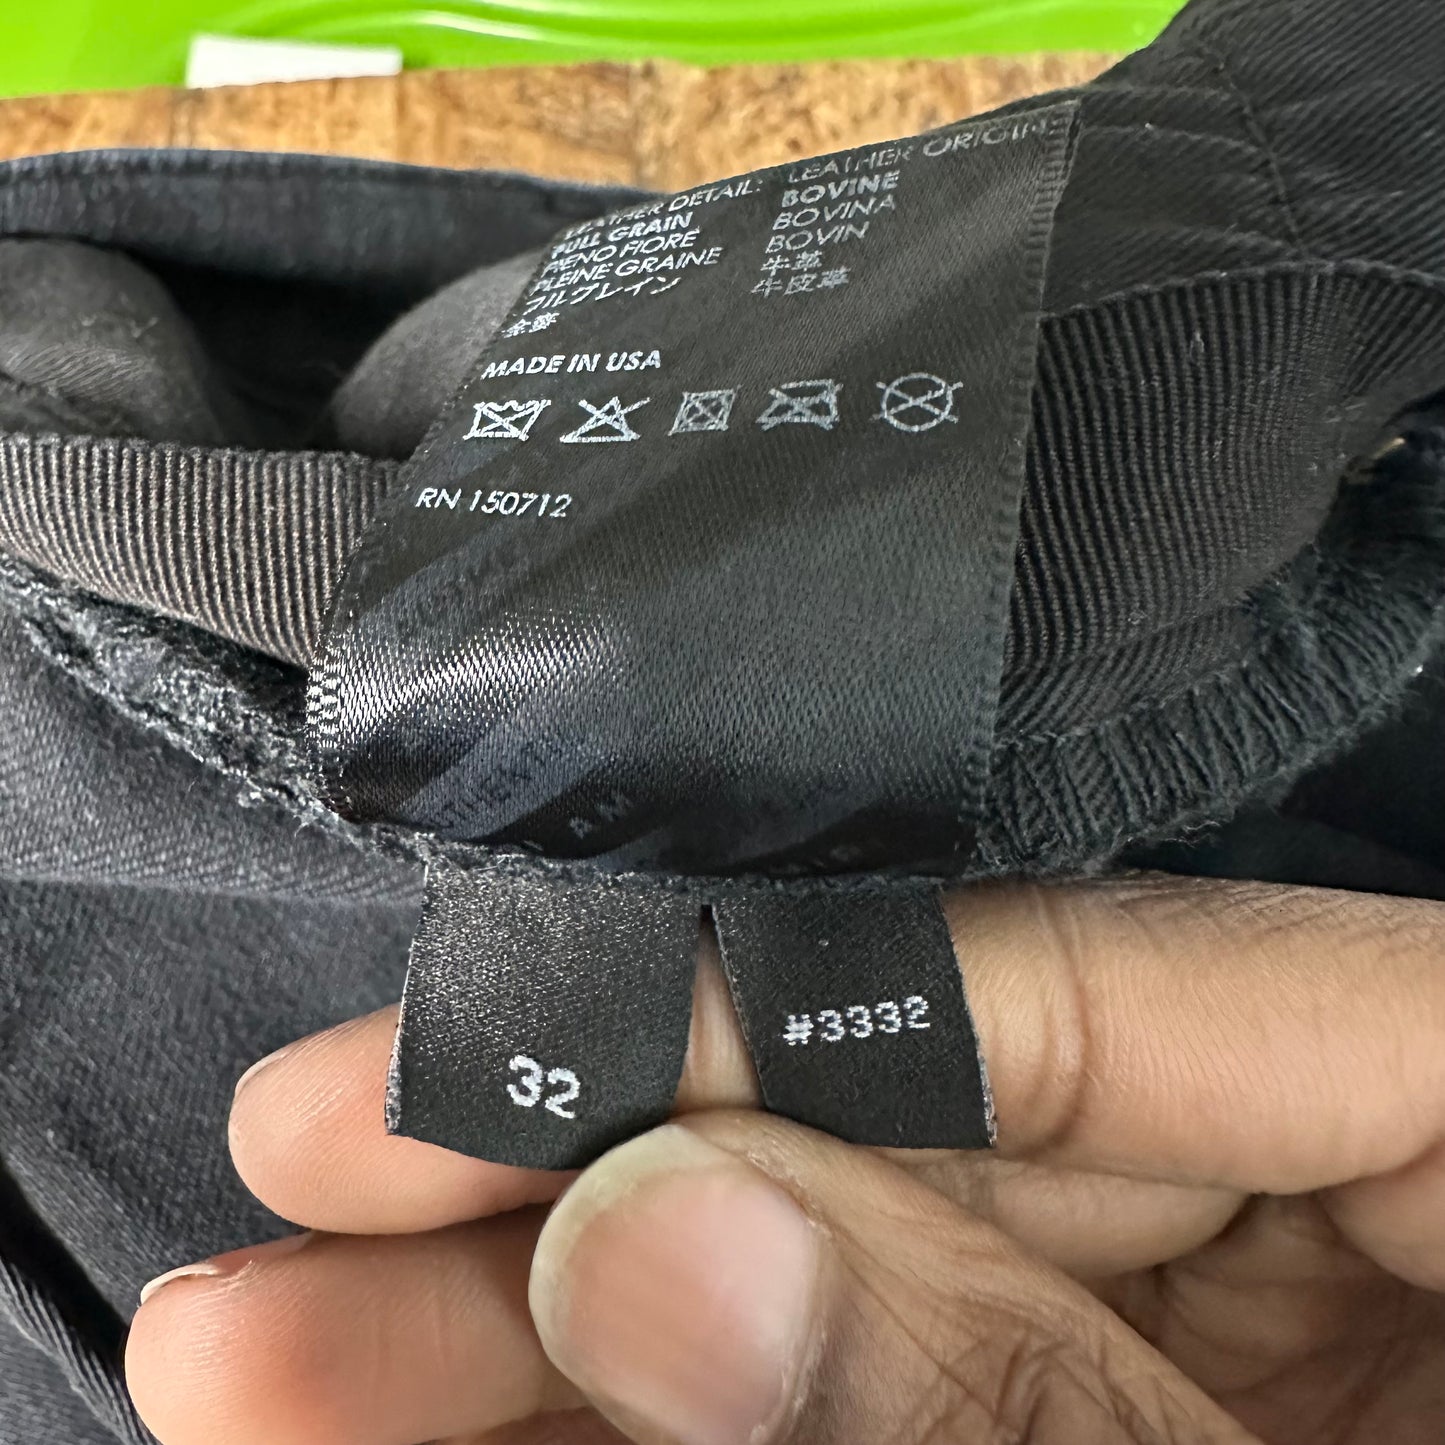 LEATHER DETAIL: LEATHER ORIGIN
FULL GRAIN BOVINE
PIENO FIORE BOVINA
PLEINE GRAINE BOVIN
フルグレイン 牛革
牛皮革
MADE IN USA
RN 150712
32
#3332